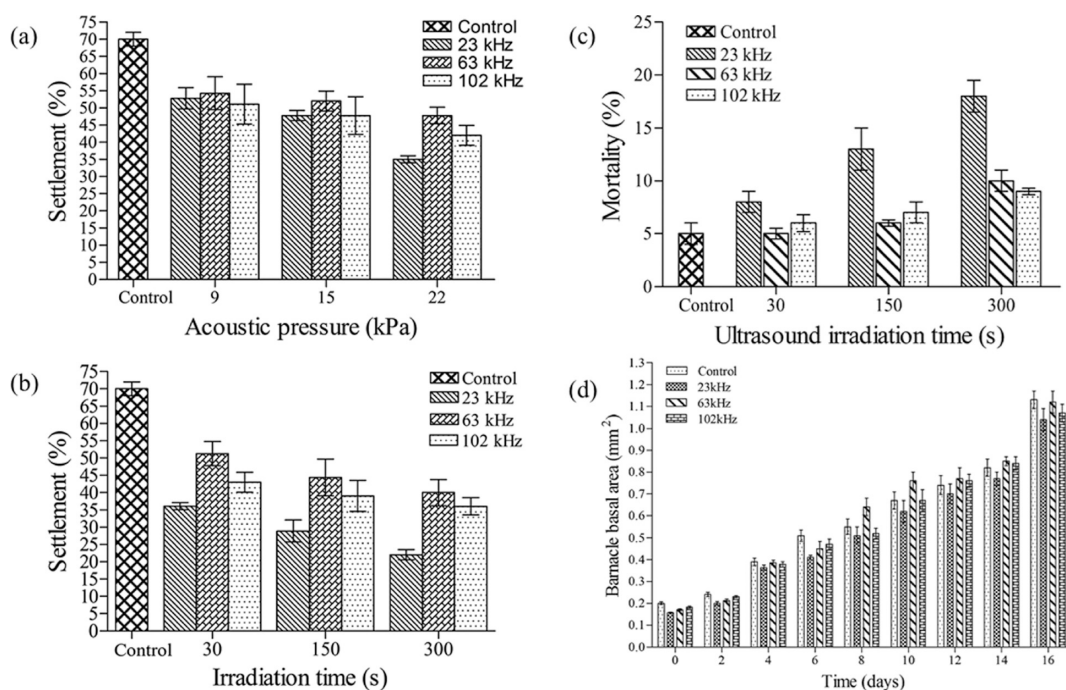 (a)
Settlement (%)
75
70
65
60
55
50
45
40
35
30
25
20
15
10
5
0
Control
23 kHz
63 kHz
102 kHz
Control 9 15 22
Acoustic pressure (kPa)
(b)
Settlement (%)
75
70
65
60
55
50
45
40
35
30
25
20
15
10
5
0
Control
23 kHz
63 kHz
102 kHz
Control 30 150 300
Irradiation time (s)
(c)
Mortality (%)
25
20
15
10
5
0
Control
23 kHz
63 kHz
102 kHz
Control 30 150 300
Ultrasound irradiation time (s)
(d)
Barnacle basal area (mm²)
1.3
1.2
1.1
1.0
0.9
0.8
0.7
0.6
0.5
0.4
0.3
0.2
0.1
0.0
Control
23kHz
63kHz
102kHz
0 2 4 6 8 10 12 14 16
Time (days)